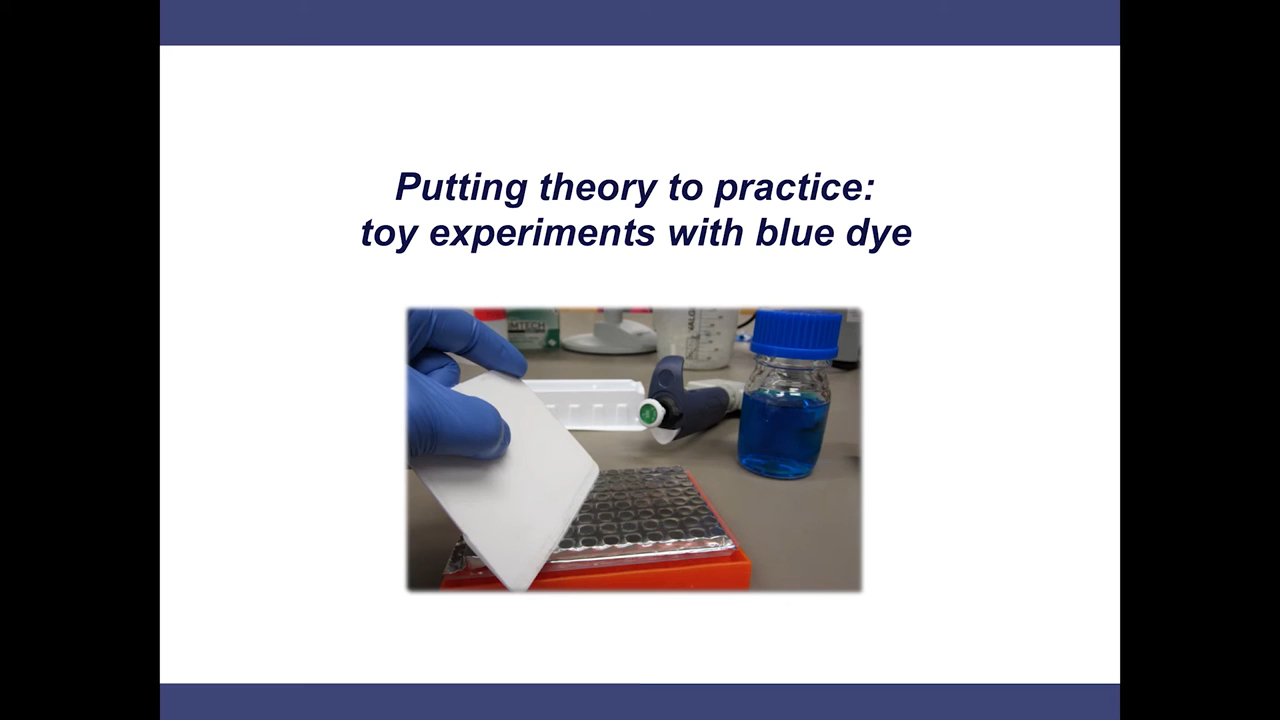 Putting theory to practice:
toy experiments with blue dye